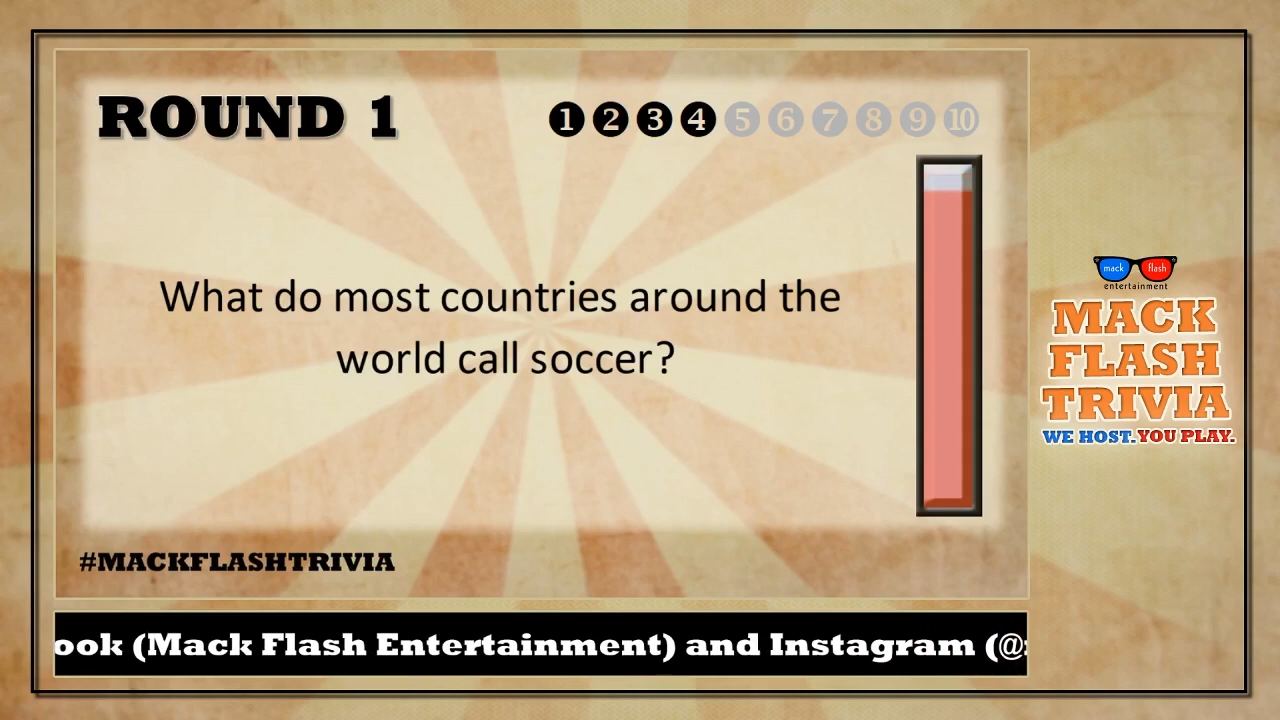 ROUND 1
1 2 3 4 5 6 7 8 9 10
What do most countries around the
world call soccer?
#MACKFLASHTRIVIA
mack flash
entertainment
MACK
FLASH
TRIVIA
WE HOST. YOU PLAY.
ook (Mack Flash Entertainment) and Instagram (@